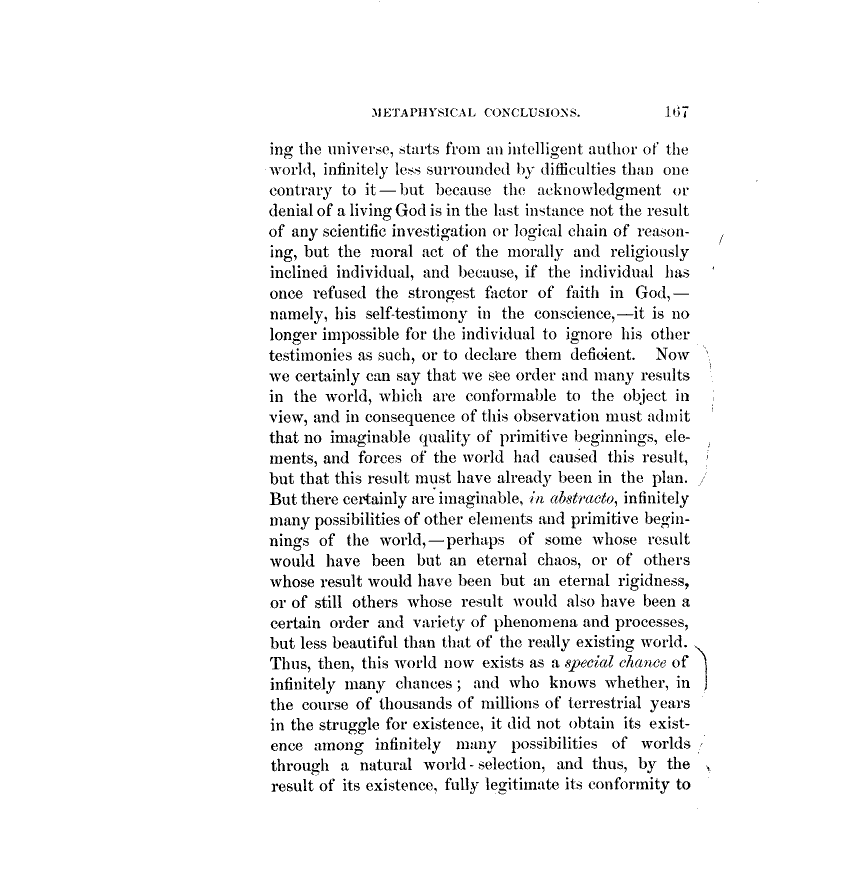 METAPHYSICAL CONCLUSIONS. 167
ing the universe, starts from an intelligent author of the
world, infinitely less surrounded by difficulties than one
contrary to it—but because the acknowledgment or
denial of a living God is in the last instance not the result
of any scientific investigation or logical chain of reason-
ing, but the moral act of the morally and religiously
inclined individual, and because, if the individual has
once refused the strongest factor of faith in God,—
namely, his self-testimony in the conscience,—it is no
longer impossible for the individual to ignore his other
testimonies as such, or to declare them deficient. Now
we certainly can say that we see order and many results
in the world, which are conformable to the object in
view, and in consequence of this observation must admit
that no imaginable quality of primitive beginnings, ele-
ments, and forces of the world had caused this result,
but that this result must have already been in the plan.
But there certainly are imaginable, in abstracto, infinitely
many possibilities of other elements and primitive begin-
nings of the world,—perhaps of some whose result
would have been but an eternal chaos, or of others
whose result would have been but an eternal rigidness,
or of still others whose result would also have been a
certain order and variety of phenomena and processes,
but less beautiful than that of the really existing world.
Thus, then, this world now exists as a special chance of
infinitely many chances; and who knows whether, in
the course of thousands of millions of terrestrial years
in the struggle for existence, it did not obtain its exist-
ence among infinitely many possibilities of worlds
through a natural world-selection, and thus, by the
result of its existence, fully legitimate its conformity to